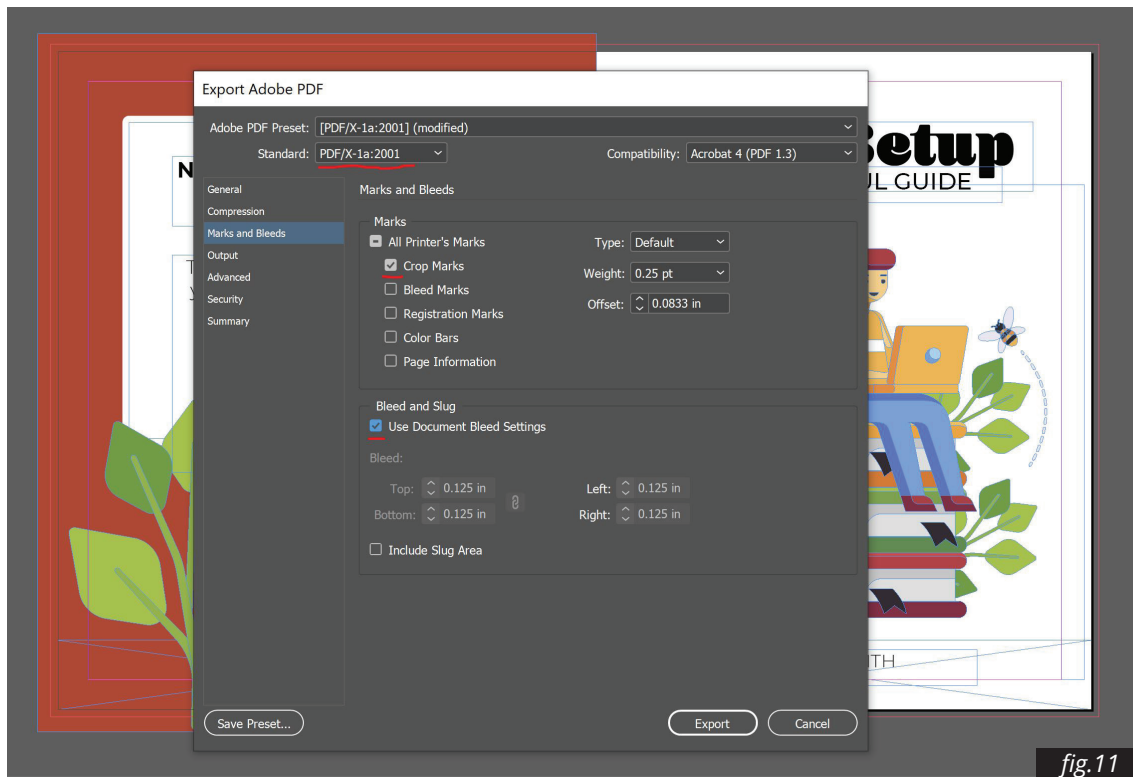 Export Adobe PDF
Adobe PDF Preset: [PDF/X-1a:2001] (modified)
Standard: PDF/X-1a:2001 Compatibility: Acrobat 4 (PDF 1.3)
General
Compression
Marks and Bleeds
Output
Advanced
Security
Summary
Marks and Bleeds
Marks
All Printer's Marks
Crop Marks
Bleed Marks
Registration Marks
Color Bars
Page Information
Type: Default
Weight: 0.25 pt
Offset: 0.0833 in
Bleed and Slug
Use Document Bleed Settings
Bleed:
Top: 0.125 in Left: 0.125 in
Bottom: 0.125 in Right: 0.125 in
Include Slug Area
Save Preset... Export Cancel
Setup
UL GUIDE
N
T
y
TH
fig.11